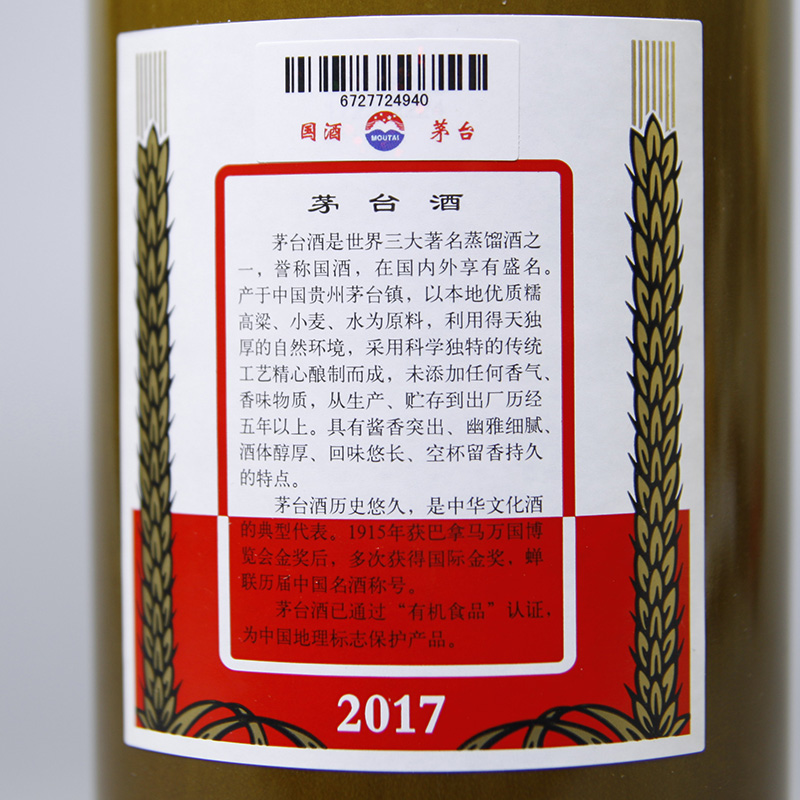 6727724940
国酒 MOUTAI 茅台
茅台酒
茅台酒是世界三大著名蒸馏酒之
一，誉称国酒，在国内外享有盛名。
产于中国贵州茅台镇，以本地优质糯
高粱、小麦、水为原料，利用得天独
厚的自然环境，采用科学独特的传统
工艺精心酿制而成，未添加任何香气、
香味物质，从生产、贮存到出厂历经
五年以上。具有酱香突出、幽雅细腻、
酒体醇厚、回味悠长、空杯留香持久
的特点。
茅台酒历史悠久，是中华文化酒
的典型代表。1915年获巴拿马万国博
览会金奖后，多次获得国际金奖，蝉
联历届中国名酒称号。
茅台酒已通过“有机食品”认证，
为中国地理标志保护产品。
2017